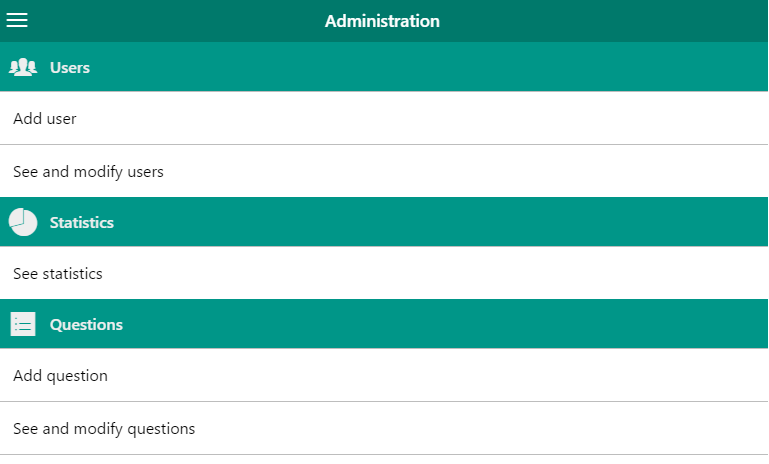 Administration
Users
Add user
See and modify users
Statistics
See statistics
Questions
Add question
See and modify questions